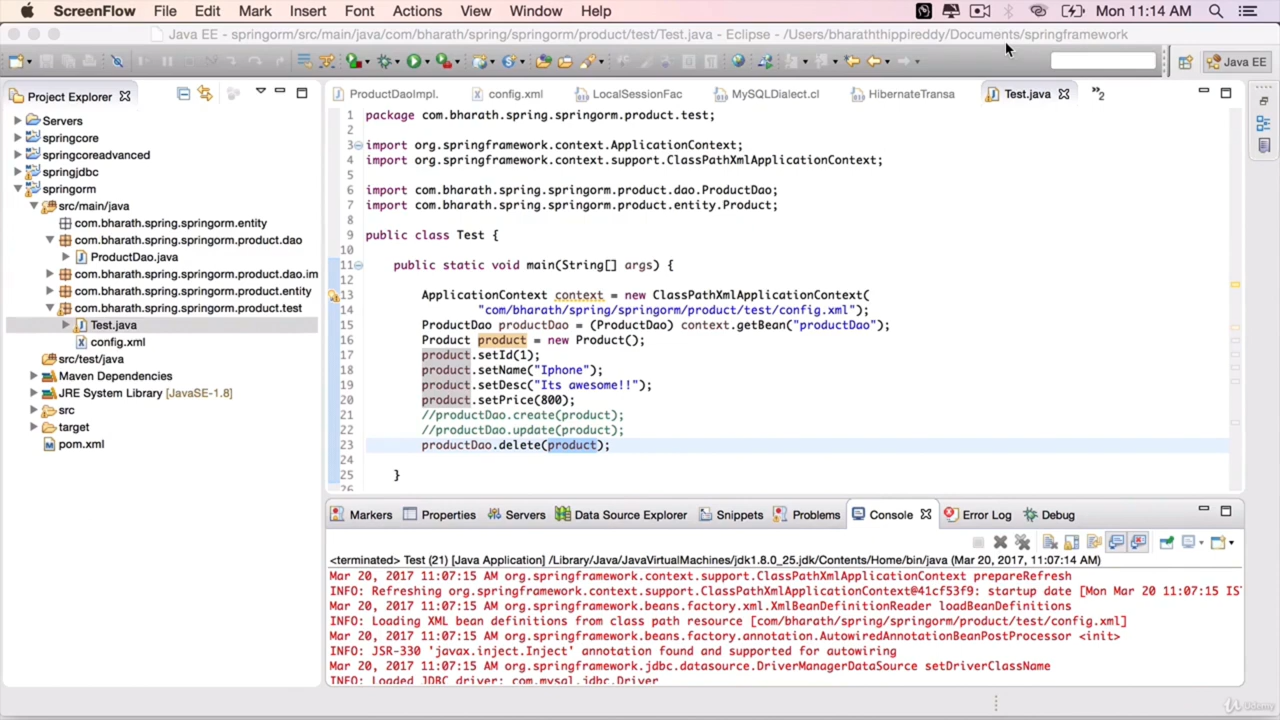 ScreenFlow File Edit Mark Insert Font Actions View Window Help Mon 11:14 AM
Java EE - springorm/src/main/java/com/bharath/spring/springorm/product/test/Test.java - Eclipse - /Users/bharaththippireddy/Documents/springframework
Java EE
Project Explorer
Servers
springcore
springcoreadvanced
springjdbc
springorm
src/main/java
com.bharath.spring.springorm.entity
com.bharath.spring.springorm.product.dao
ProductDao.java
com.bharath.spring.springorm.product.dao.im
com.bharath.spring.springorm.product.entity
com.bharath.spring.springorm.product.test
Test.java
config.xml
src/test/java
Maven Dependencies
JRE System Library [JavaSE-1.8]
src
target
pom.xml
ProductDaoImpl. config.xml LocalSessionFac MySQLDialect.cl HibernateTransa Test.java »2
1 package com.bharath.spring.springorm.product.test;
2
3 import org.springframework.context.ApplicationContext;
4 import org.springframework.context.support.ClassPathXmlApplicationContext;
5
6 import com.bharath.spring.springorm.product.dao.ProductDao;
7 import com.bharath.spring.springorm.product.entity.Product;
8
9 public class Test {
10
11 public static void main(String[] args) {
12
13 ApplicationContext context = new ClassPathXmlApplicationContext(
14 "com/bharath/spring/springorm/product/test/config.xml");
15 ProductDao productDao = (ProductDao) context.getBean("productDao");
16 Product product = new Product();
17 product.setId(1);
18 product.setName("Iphone");
19 product.setDesc("Its awesome!!");
20 product.setPrice(800);
21 //productDao.create(product);
22 //productDao.update(product);
23 productDao.delete(product);
24
25 }
26
Markers Properties Servers Data Source Explorer Snippets Problems Console Error Log Debug
<terminated> Test (21) [Java Application] /Library/Java/JavaVirtualMachines/jdk1.8.0_25.jdk/Contents/Home/bin/java (Mar 20, 2017 11:07:14 AM)
Mar 20, 2017 11:07:15 AM org.springframework.context.support.ClassPathXmlApplicationContext prepareRefresh
INFO: Refreshing org.springframework.context.support.ClassPathXmlApplicationContext@41cf53f9: startup date [Mon Mar 20 11:07:15 IS
Mar 20, 2017 11:07:15 AM org.springframework.beans.factory.xml.XmlBeanDefinitionReader loadBeanDefinitions
INFO: Loading XML bean definitions from class path resource [com/bharath/spring/springorm/product/test/config.xml]
Mar 20, 2017 11:07:15 AM org.springframework.beans.factory.annotation.AutowiredAnnotationBeanPostProcessor <init>
INFO: JSR-330 'javax.inject.Inject' annotation found and supported for autowiring
Mar 20, 2017 11:07:15 AM org.springframework.jdbc.datasource.DriverManagerDataSource setDriverClassName
INFO: Loaded JDBC driver: com.mysql.jdbc.Driver
Udemy